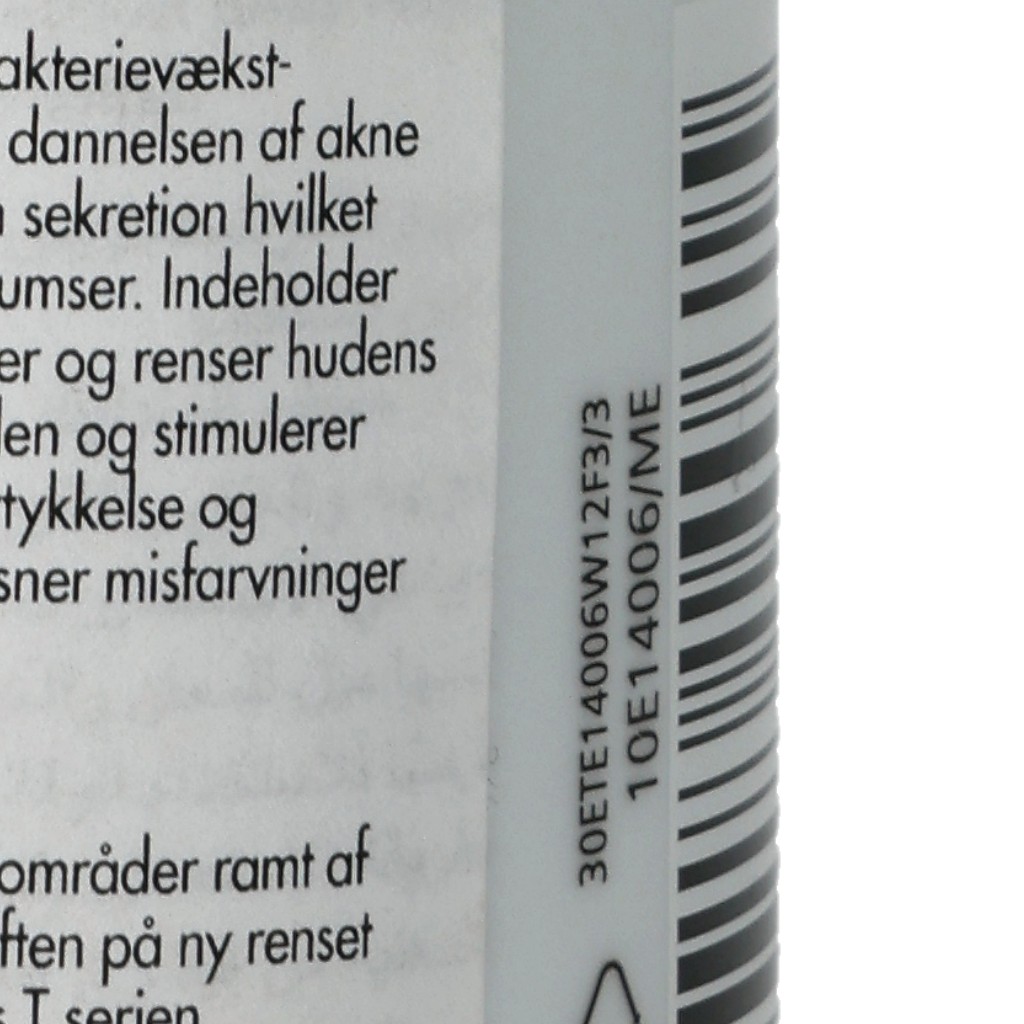 akterievækst-
dannelsen af akne
sekretion hvilket
umser. Indeholder
er og renser hudens
og stimulerer
tykkelse og
sner misfarvninger
områder ramt af
ften på ny renset
T serien
30ETE14006W12F3/3
10E14006/ME